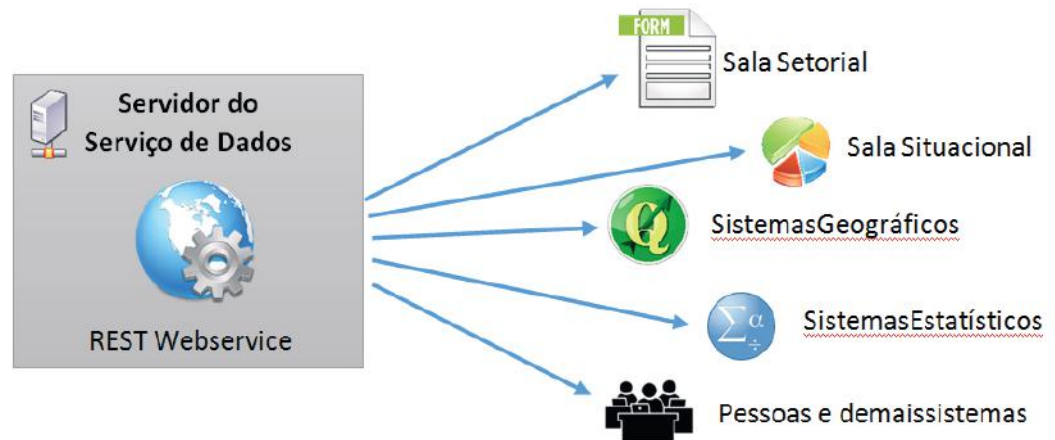 Servidor do
Serviço de Dados
REST Webservice
FORM
Sala Setorial
Sala Situacional
Q
SistemasGeográficos
Σ α ÷
SistemasEstatísticos
Pessoas e demaissistemas